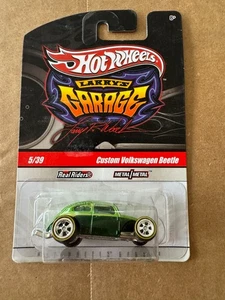 Hot Wheels
LARRY'S
GARAGE
5/39
Custom Volkswagen Beetle
Real Riders
METAL/METAL